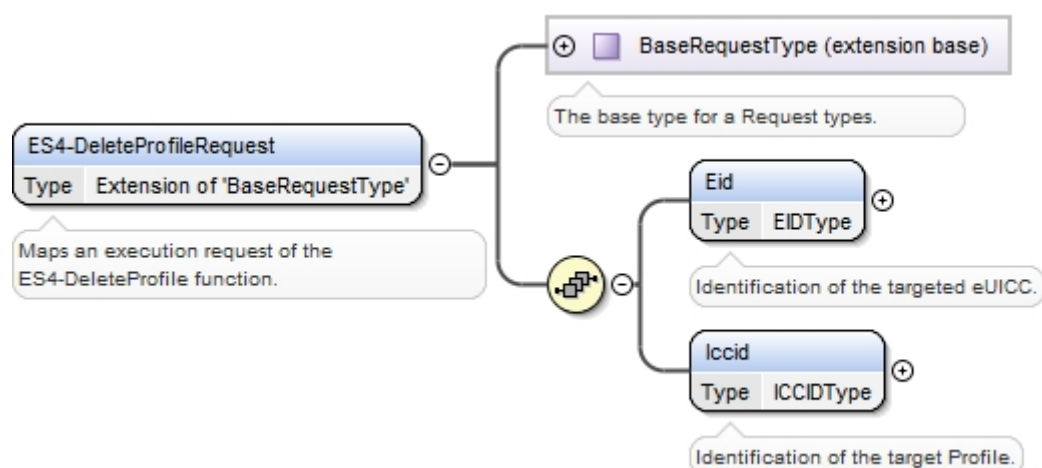 BaseRequestType (extension base)
The base type for a Request types.
ES4-DeleteProfileRequest
Type Extension of 'BaseRequestType'
Maps an execution request of the
ES4-DeleteProfile function.
Eid
Type EIDType
Identification of the targeted eUICC.
Iccid
Type ICCIDType
Identification of the target Profile.